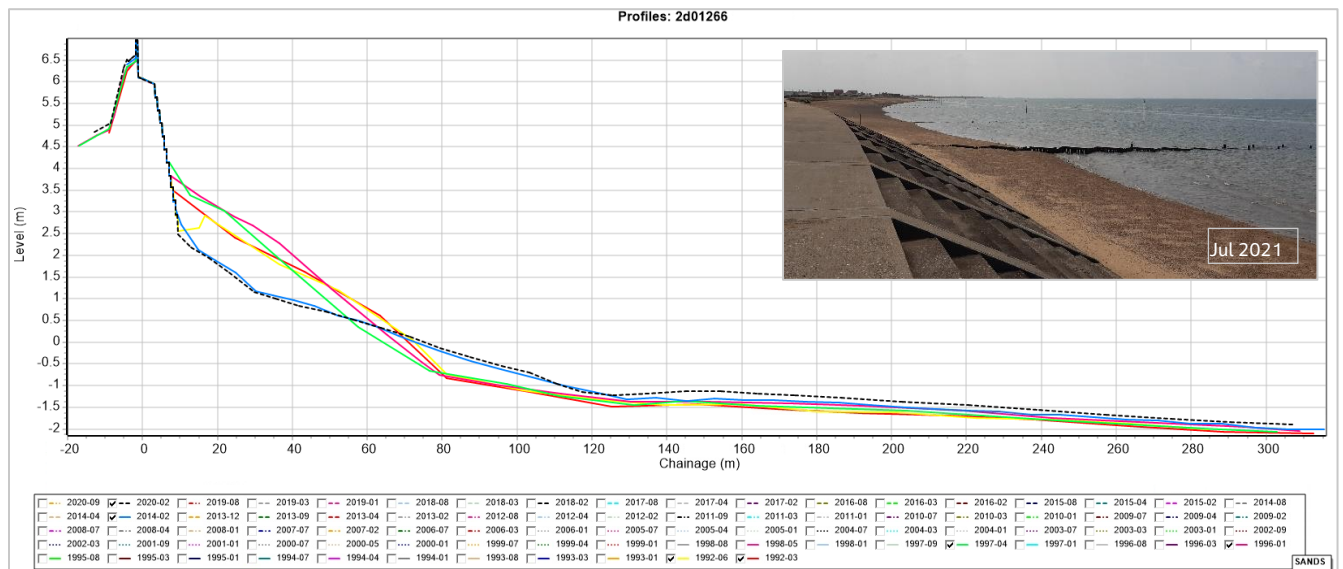 Profiles: 2d01266
6.5
6
5.5
5
4.5
4
3.5
3
2.5
2
1.5
1
0.5
0
-0.5
-1
-1.5
-2
Level (m)
Jul 2021
-20 0 20 40 60 80 100 120 140 160 180 200 220 240 260 280 300
Chainage (m)
2020-09 2020-02 2019-08 2019-03 2019-01 2018-08 2018-03 2018-02 2017-08 2017-04 2017-02 2016-08 2016-03 2016-02 2015-08 2015-04 2015-02 2014-08
2014-04 2014-02 2013-12 2013-09 2013-04 2013-02 2012-08 2012-04 2012-02 2011-09 2011-03 2011-01 2010-07 2010-03 2010-01 2009-07 2009-04 2009-02
2008-07 2008-04 2008-01 2007-07 2007-02 2006-07 2006-03 2006-01 2005-07 2005-04 2005-01 2004-07 2004-03 2004-01 2003-07 2003-03 2003-01 2002-09
2002-03 2001-09 2001-01 2000-07 2000-05 2000-01 1999-07 1999-04 1999-01 1998-08 1998-05 1998-01 1997-09 1997-04 1997-01 1996-08 1996-03 1996-01
1995-08 1995-03 1995-01 1994-07 1994-04 1994-01 1993-08 1993-03 1993-01 1992-06 1992-03
SANDS